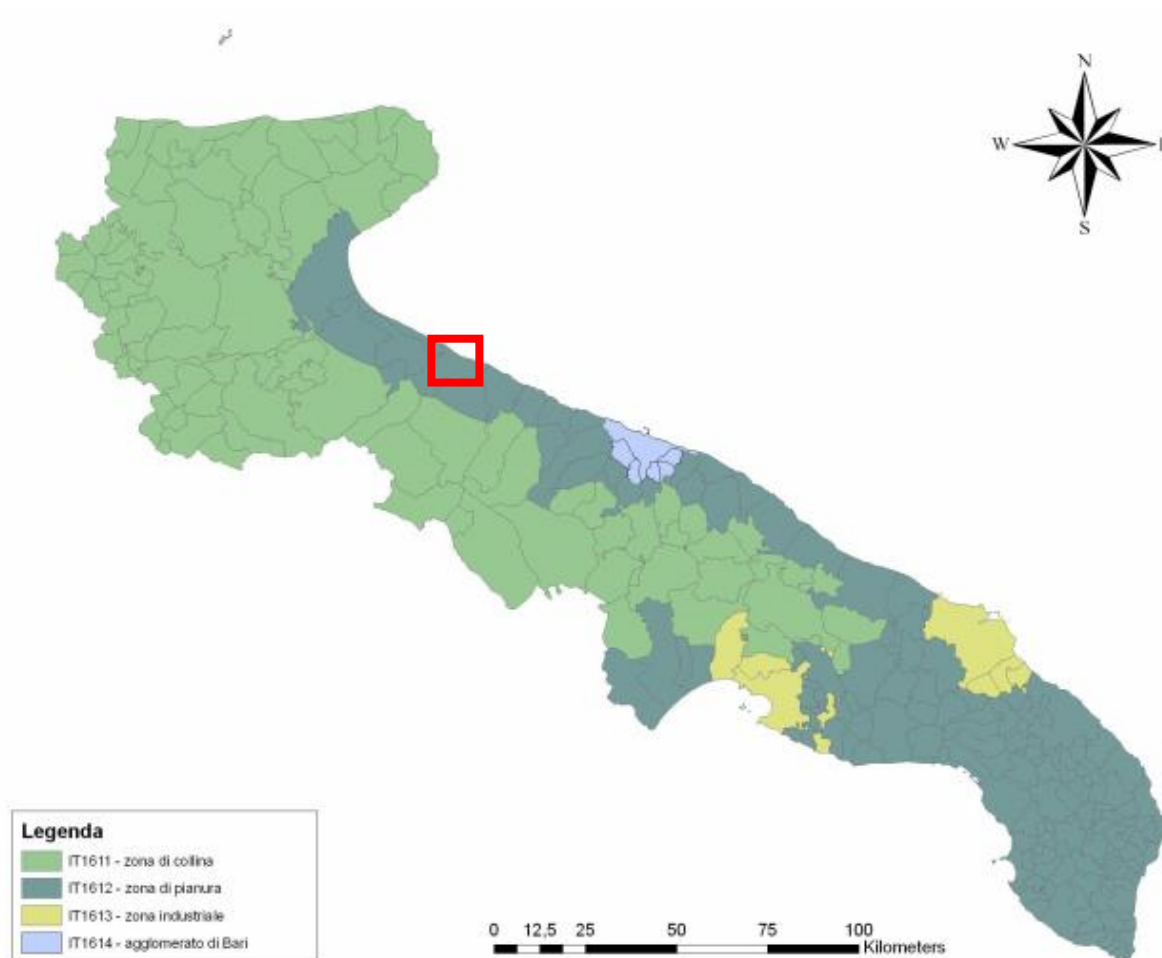 N
W
S
Legenda
IT1611 - zona di collina
IT1612 - zona di pianura
IT1613 - zona industriale
IT1614 - agglomerato di Bari
0 12,5 25 50 75 100
Kilometers